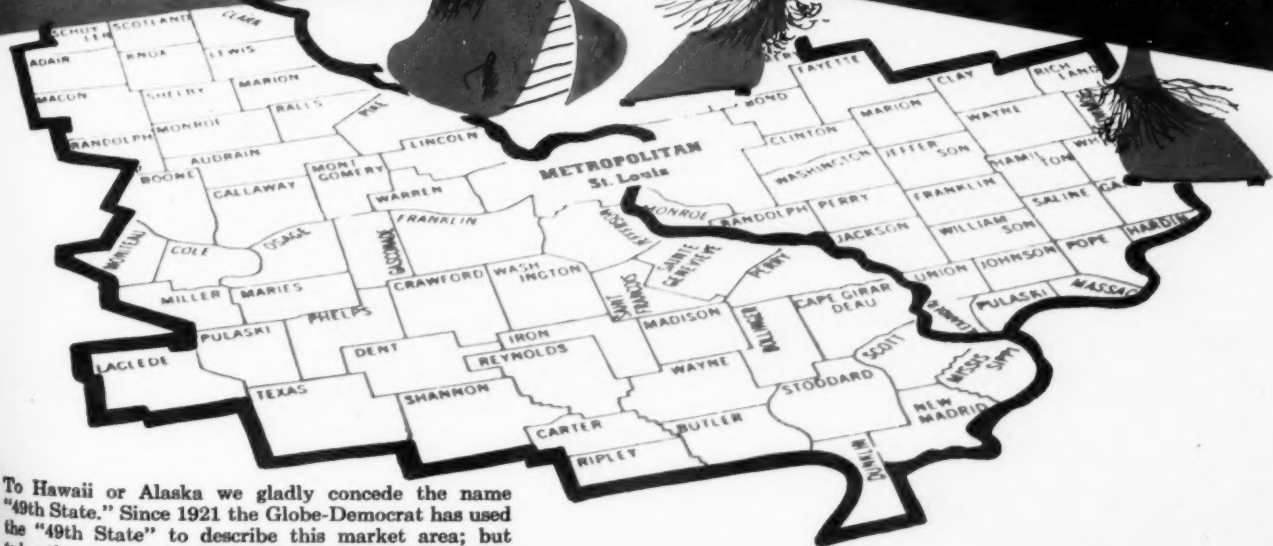 SCHUY
LER
SCOTLAND
CLARK
ADAIR
KNOX
LEWIS
MACON
SHELBY
MARION
RANDOLPH
MONROE
RALLS
PIKE
AUDRAIN
BOONE
CALLAWAY
MONT
GOMERY
LINCOLN
WARREN
METROPOLITAN
St. Louis
BOND
FAYETTE
CLAY
RICH
LAND
CLINTON
MARION
WAYNE
WASHINGTON
JEFFER
SON
HAMIL
TON
WH
MONROE
RANDOLPH
PERRY
FRANKLIN
SALINE
GA
JACKSON
WILLIAM
SON
POPE
HARDIN
UNION
JOHNSON
ALEXANDER
PULASKI
MASSAC
MONITEAU
COLE
OSAGE
GASCONADE
FRANKLIN
JEFFERSON
MILLER
MARIES
CRAWFORD
WASH
INGTON
SAINT
FRANCOIS
SAINTE
GENEVIEVE
PERRY
PULASKI
PHELPS
LACLEDE
DENT
IRON
REYNOLDS
MADISON
BOLLINGER
CAPE GIRAR
DEAU
TEXAS
SHANNON
WAYNE
STODDARD
SCOTT
MISSIS
SIPPI
CARTER
BUTLER
NEW
MADRID
RIPLEY
DUNKLIN
To Hawaii or Alaska we gladly concede the name
"49th State." Since 1921 the Globe-Democrat has used
the "49th State" to describe this market area; but